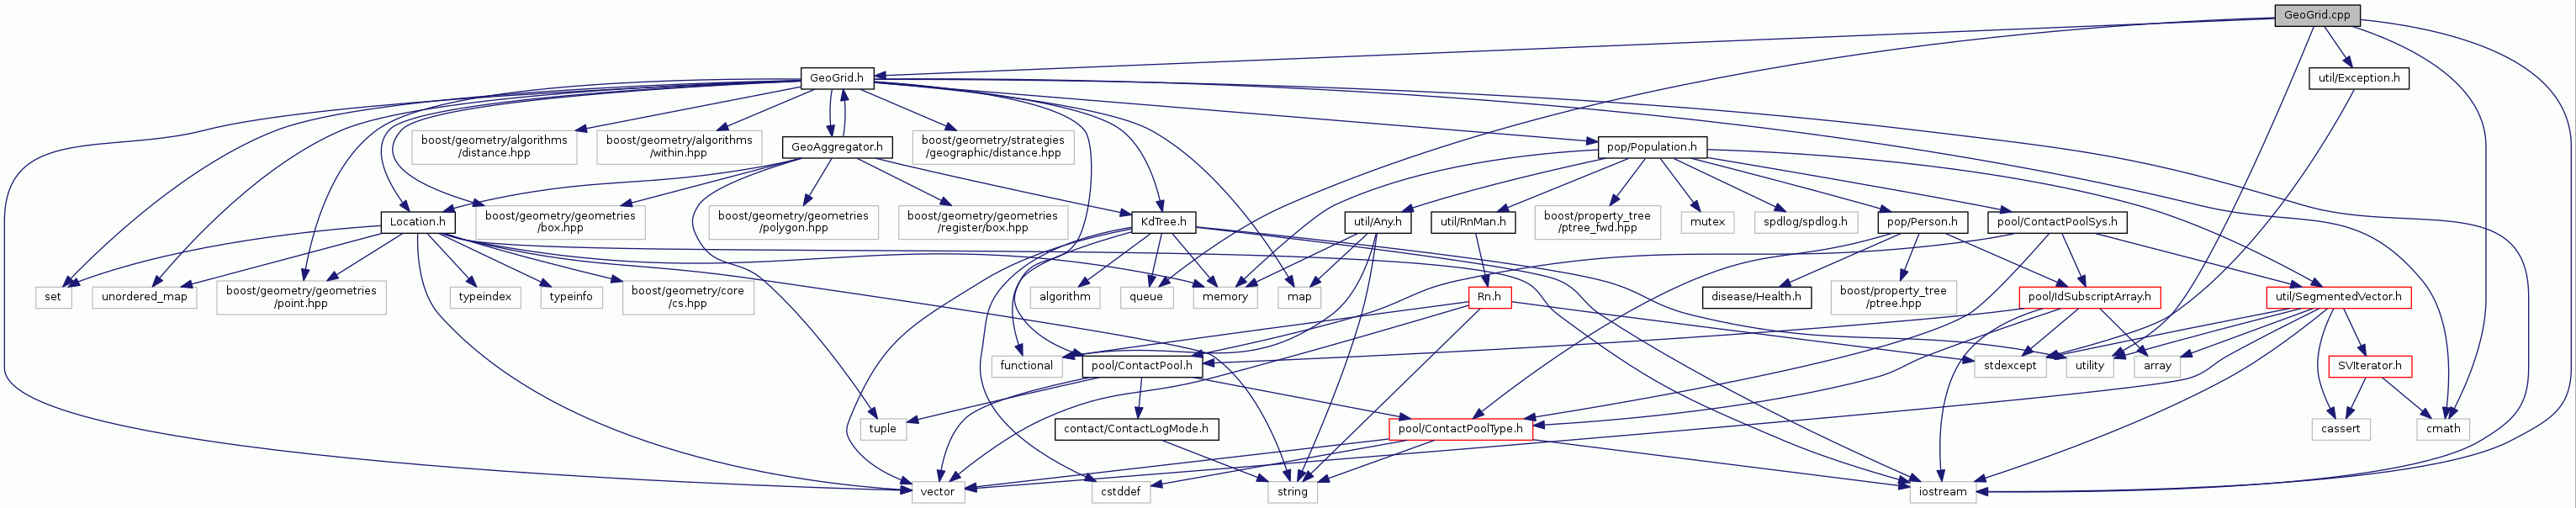 GeoGrid.cpp
GeoGrid.h
util/Exception.h
boost/geometry/algorithms
/distance.hpp
boost/geometry/algorithms
/within.hpp
GeoAggregator.h
boost/geometry/strategies
/geographic/distance.hpp
pop/Population.h
Location.h
boost/geometry/geometries
/box.hpp
boost/geometry/geometries
/polygon.hpp
boost/geometry/geometries
/register/box.hpp
KdTree.h
util/Any.h
util/RnMan.h
boost/property_tree
/ptree_fwd.hpp
mutex
spdlog/spdlog.h
pop/Person.h
pool/ContactPoolSys.h
set
unordered_map
boost/geometry/geometries
/point.hpp
typeindex
typeinfo
boost/geometry/core
/cs.hpp
algorithm
queue
memory
map
Rn.h
disease/Health.h
boost/property_tree
/ptree.hpp
pool/IdSubscriptArray.h
util/SegmentedVector.h
functional
pool/ContactPool.h
stdexcept
utility
array
SVIterator.h
tuple
contact/ContactLogMode.h
pool/ContactPoolType.h
cassert
cmath
vector
cstddef
string
iostream